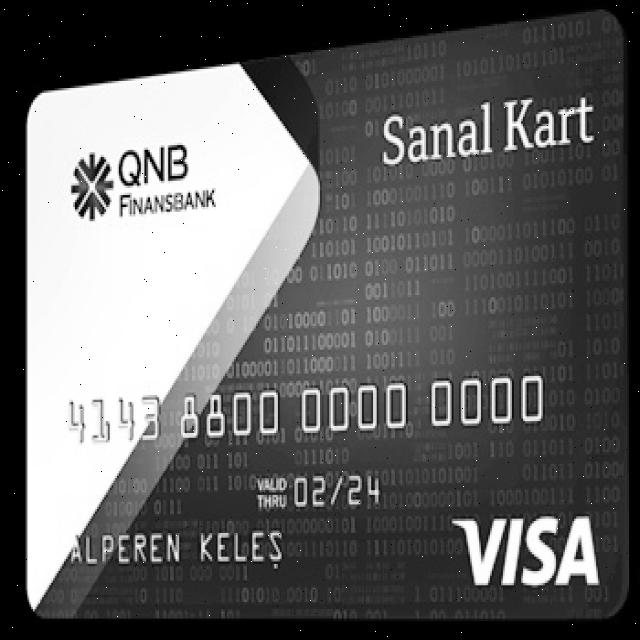 Sanal Kart
QNB
FINANSBANK
4143 8800 0000 0000
VALID
THRU 02/24
ALPEREN KELEŞ
VISA